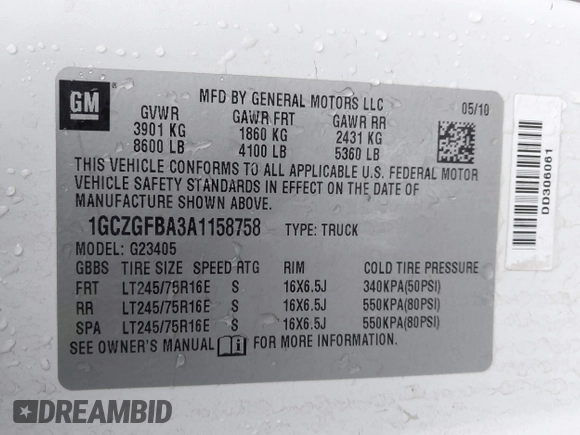 GM
MFD BY GENERAL MOTORS LLC 05/10
GVWR GAWR FRT GAWR RR
3901 KG 1860 KG 2431 KG
8600 LB 4100 LB 5360 LB
THIS VEHICLE CONFORMS TO ALL APPLICABLE U.S. FEDERAL MOTOR
VEHICLE SAFETY STANDARDS IN EFFECT ON THE DATE OF
MANUFACTURE SHOWN ABOVE.
1GCZGFBA3A1158758 TYPE: TRUCK
MODEL: G23405
GBBS TIRE SIZE SPEED RTG RIM COLD TIRE PRESSURE
FRT LT245/75R16E S 16X6.5J 340KPA(50PSI)
RR LT245/75R16E S 16X6.5J 550KPA(80PSI)
SPA LT245/75R16E S 16X6.5J 550KPA(80PSI)
SEE OWNER'S MANUAL FOR MORE INFORMATION.
DD306061
DREAMBID